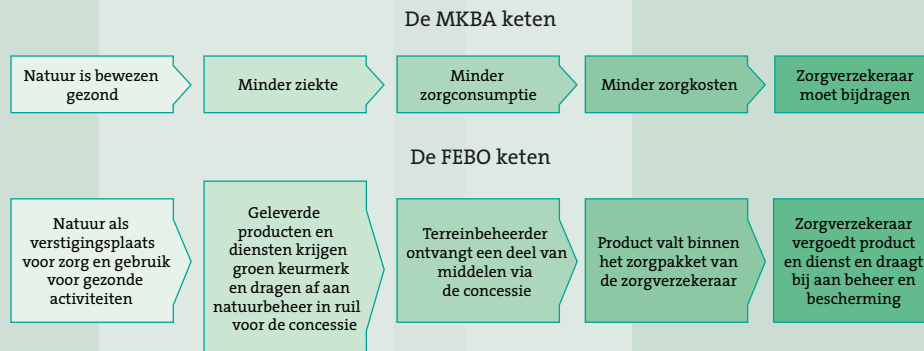 De MKBA keten
Natuur is bewezen
gezond
Minder ziekte
Minder
zorgconsumptie
Minder zorgkosten
Zorgverzekeraar
moet bijdragen
De FEBO keten
Natuur als
verstigingsplaats
voor zorg en gebruik
voor gezonde
activiteiten
Geleverde
producten en
diensten krijgen
groen keurmerk
en dragen af aan
natuurbeheer in ruil
voor de concessie
Terreinbeheerder
ontvangt een deel van
middelen via
de concessie
Product valt binnen
het zorgpakket van
de zorgverzekeraar
Zorgverzekeraar
vergoedt product
en dienst en draagt
bij aan beheer en
bescherming